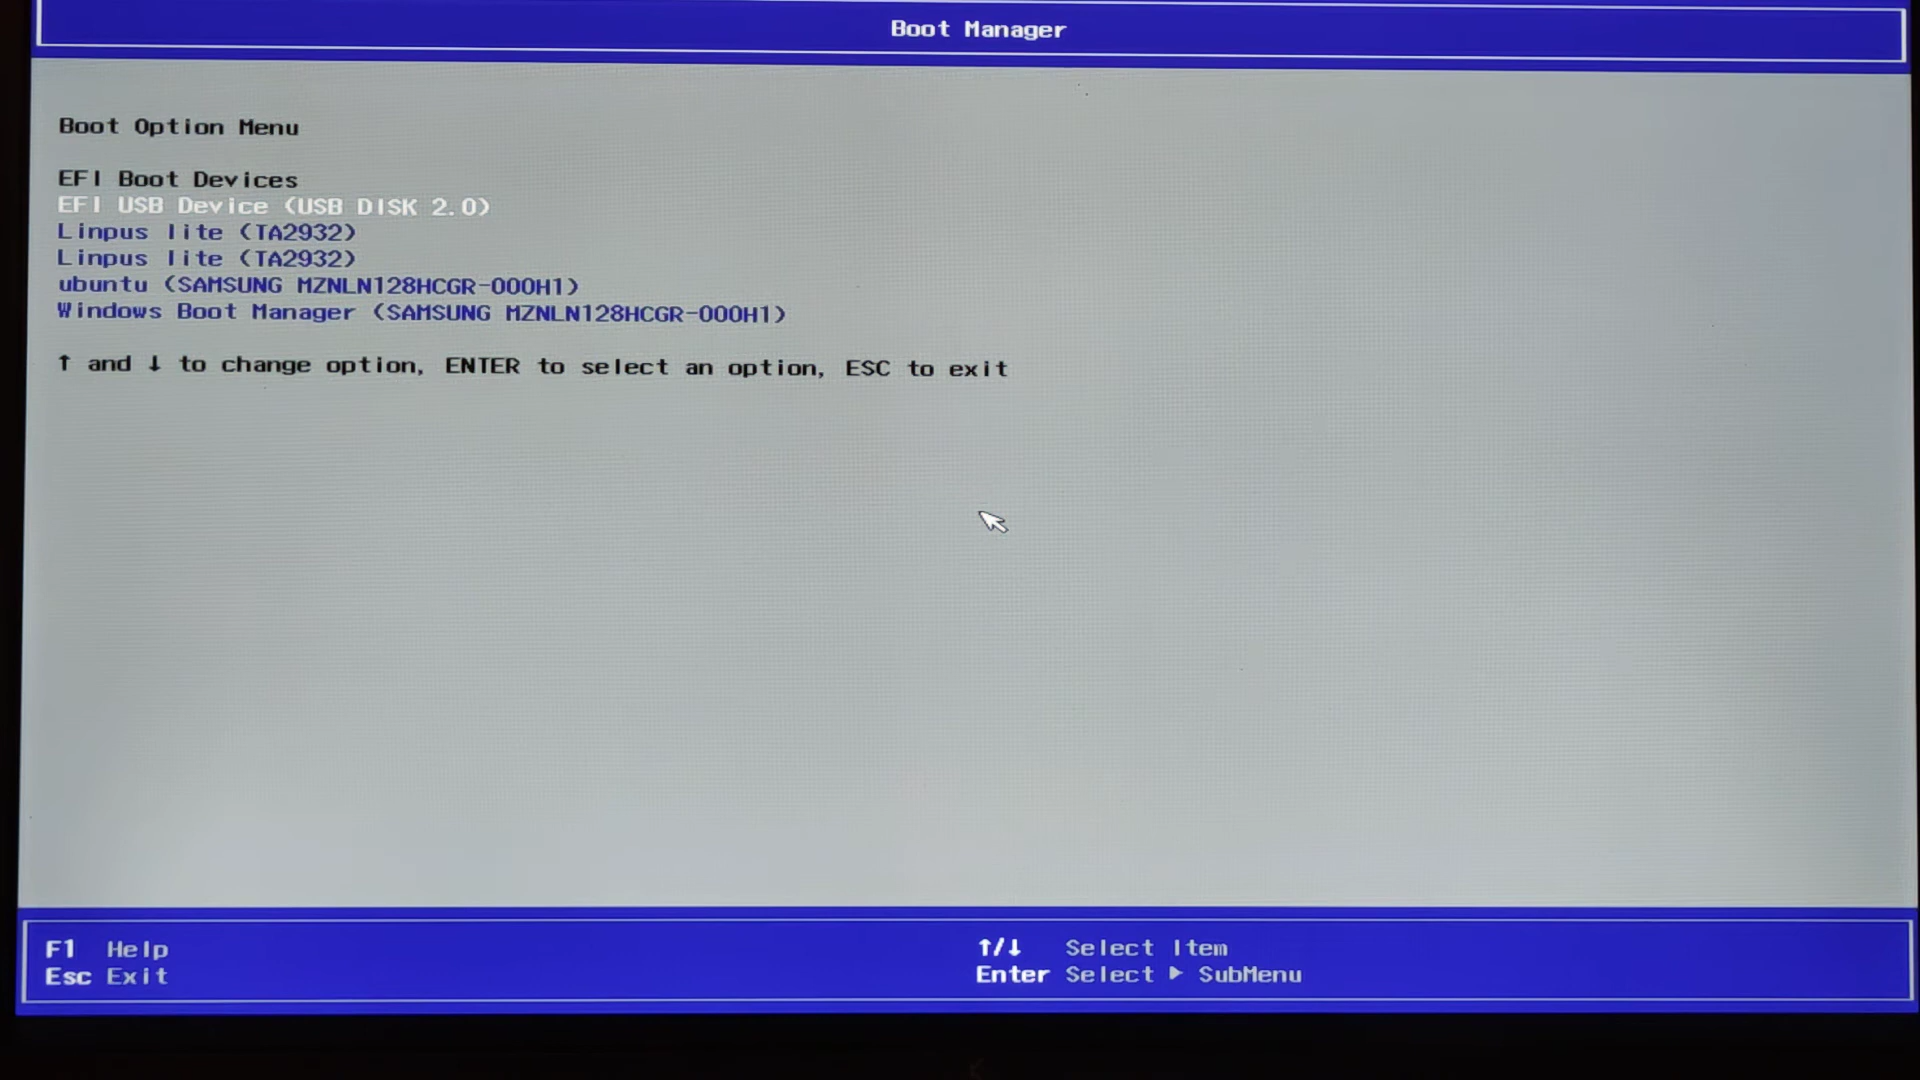 Boot Manager
Boot Option Menu
EFI Boot Devices
EFI USB Device (USB DISK 2.0)
Linpus lite (TA2932)
Linpus lite (TA2932)
ubuntu (SAMSUNG MZNLN128HCGR-000H1)
Windows Boot Manager (SAMSUNG MZNLN128HCGR-000H1)
↑ and ↓ to change option, ENTER to select an option, ESC to exit
F1 Help
Esc Exit
↑/↓ Select Item
Enter Select ▶ SubMenu